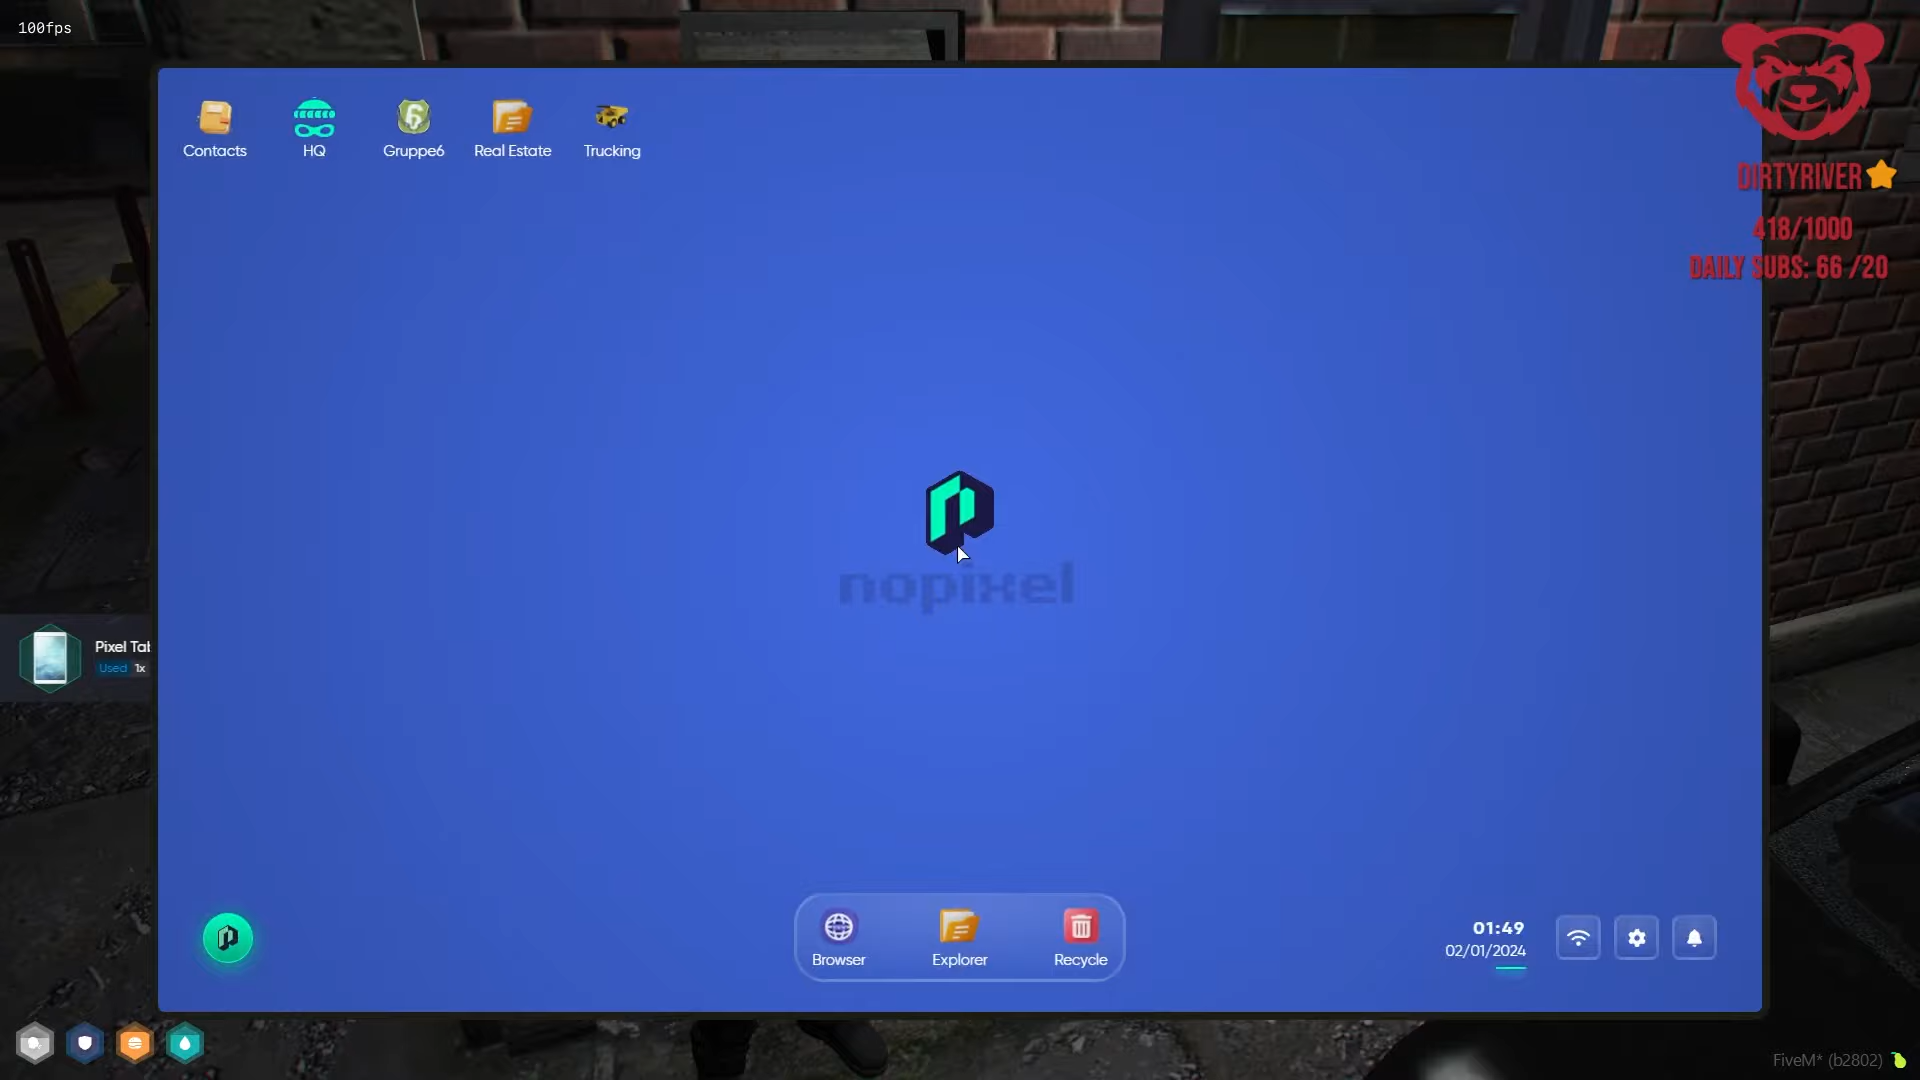 100fps
Contacts
HQ
Gruppe6
Real Estate
Trucking
DIRTYRIVER
418/1000
DAILY SUBS: 66 /20
nopixel
Pixel Tab
Used 1x
Browser
Explorer
Recycle
01:49
02/01/2024
FiveM* (b2802)